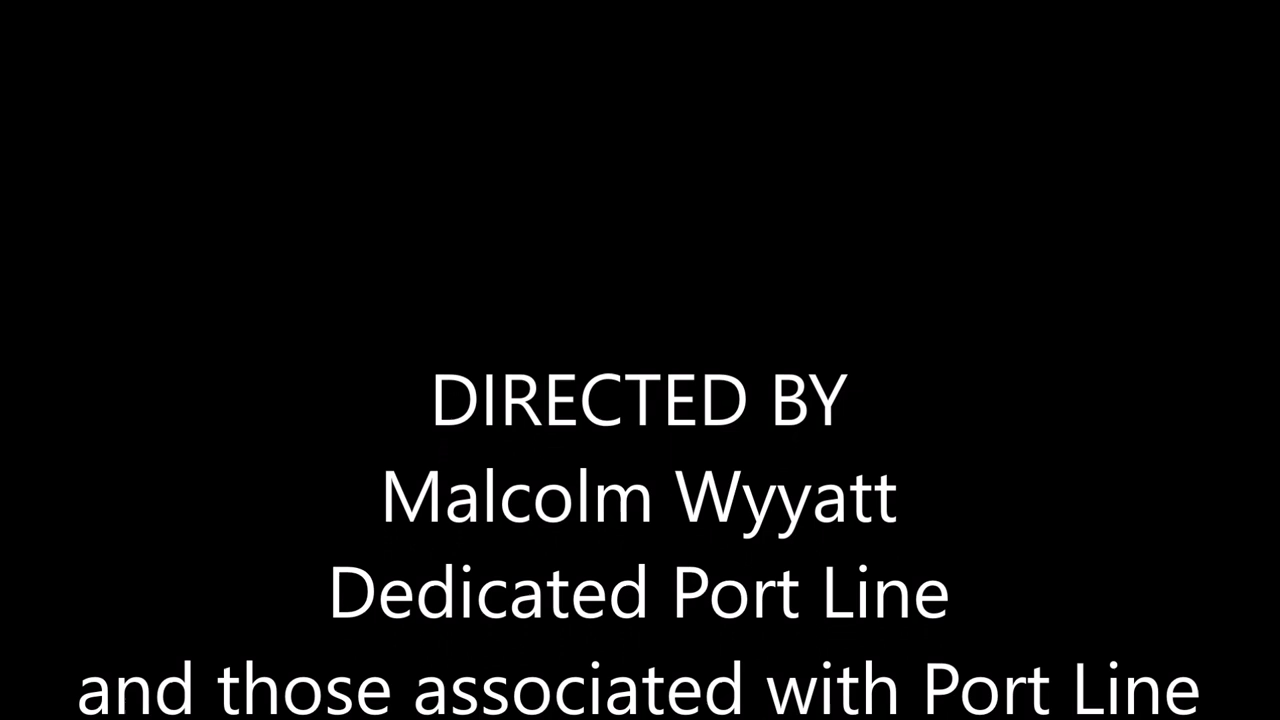 DIRECTED BY
Malcolm Wyyatt
Dedicated Port Line
and those associated with Port Line